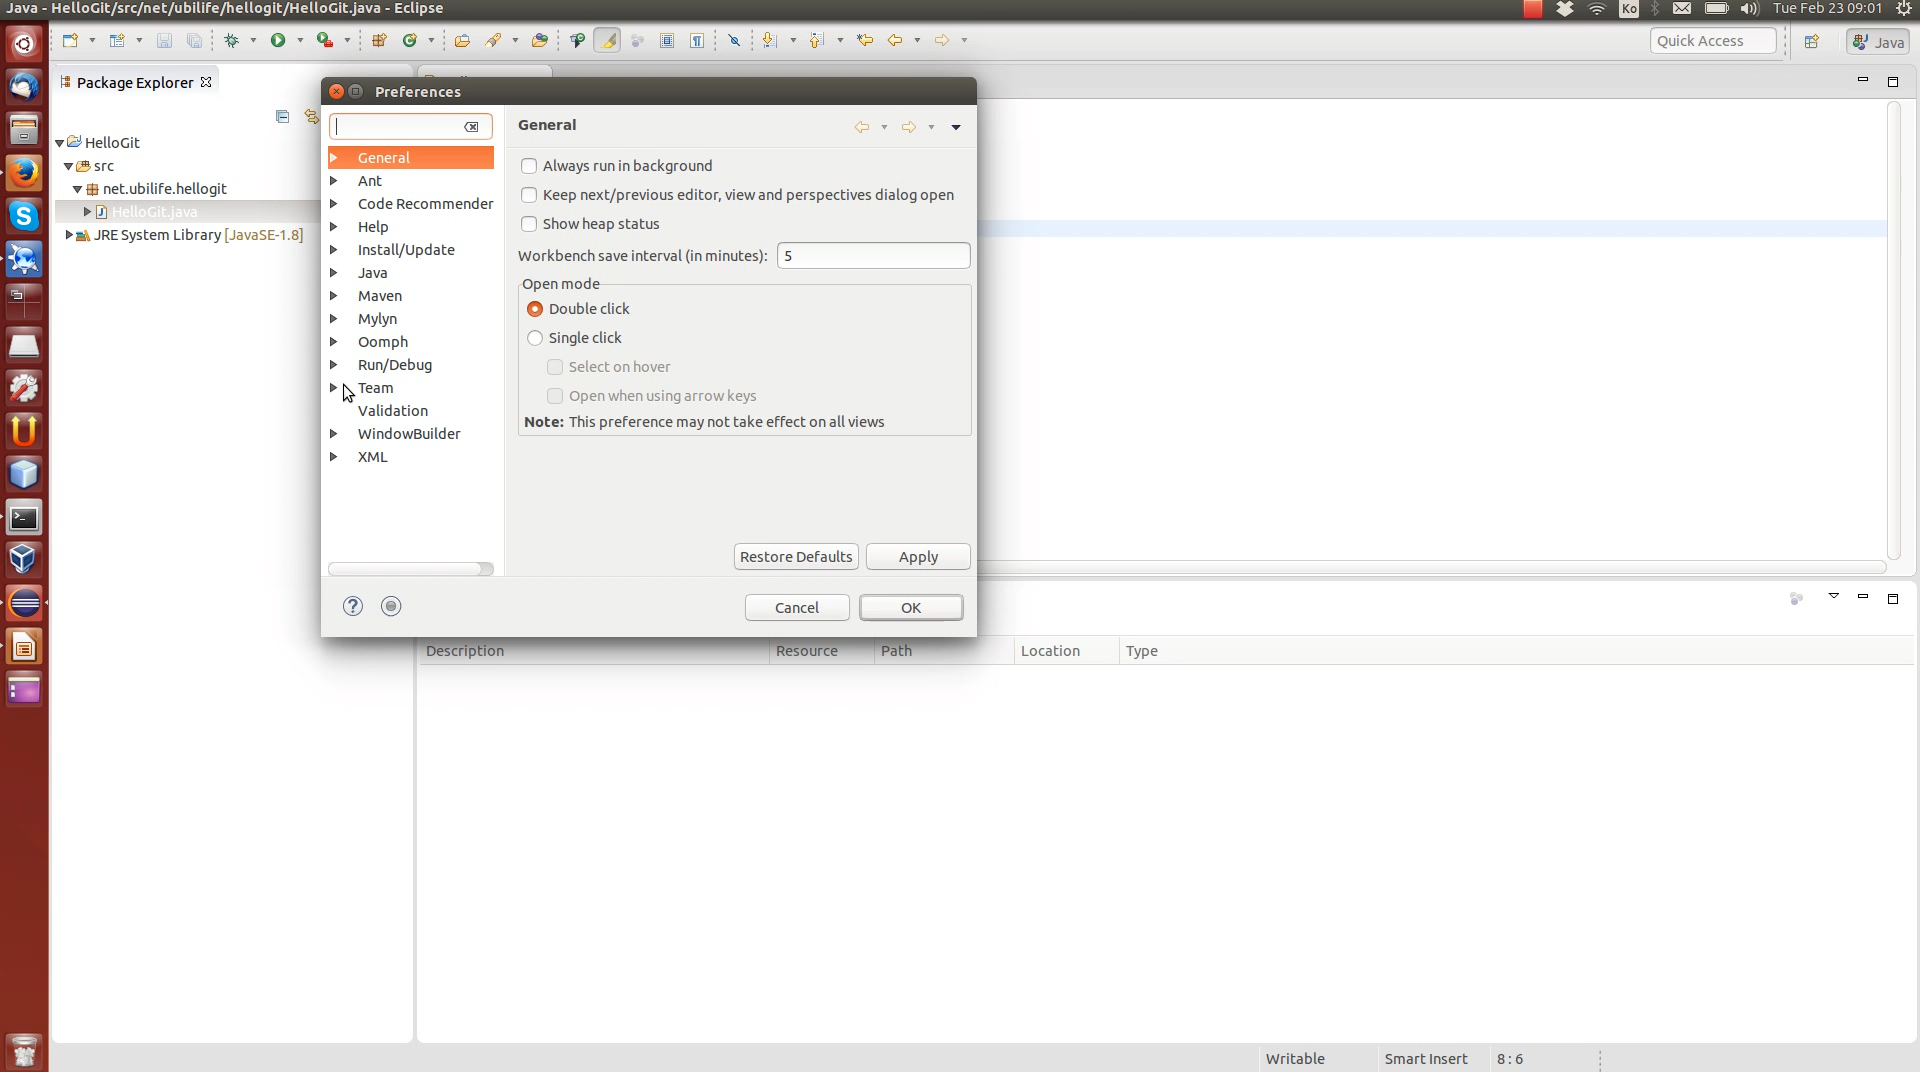 Java - HelloGit/src/net/ubilife/hellogit/HelloGit.java - Eclipse
Ko
Tue Feb 23 09:01
Quick Access
Java
Package Explorer
HelloGit
src
net.ubilife.hellogit
HelloGit.java
JRE System Library [JavaSE-1.8]
Preferences
General
Ant
Code Recommender
Help
Install/Update
Java
Maven
Mylyn
Oomph
Run/Debug
Team
Validation
WindowBuilder
XML
General
Always run in background
Keep next/previous editor, view and perspectives dialog open
Show heap status
Workbench save interval (in minutes): 5
Open mode
Double click
Single click
Select on hover
Open when using arrow keys
Note: This preference may not take effect on all views
Restore Defaults
Apply
Cancel
OK
Description
Resource
Path
Location
Type
Writable
Smart Insert
8 : 6